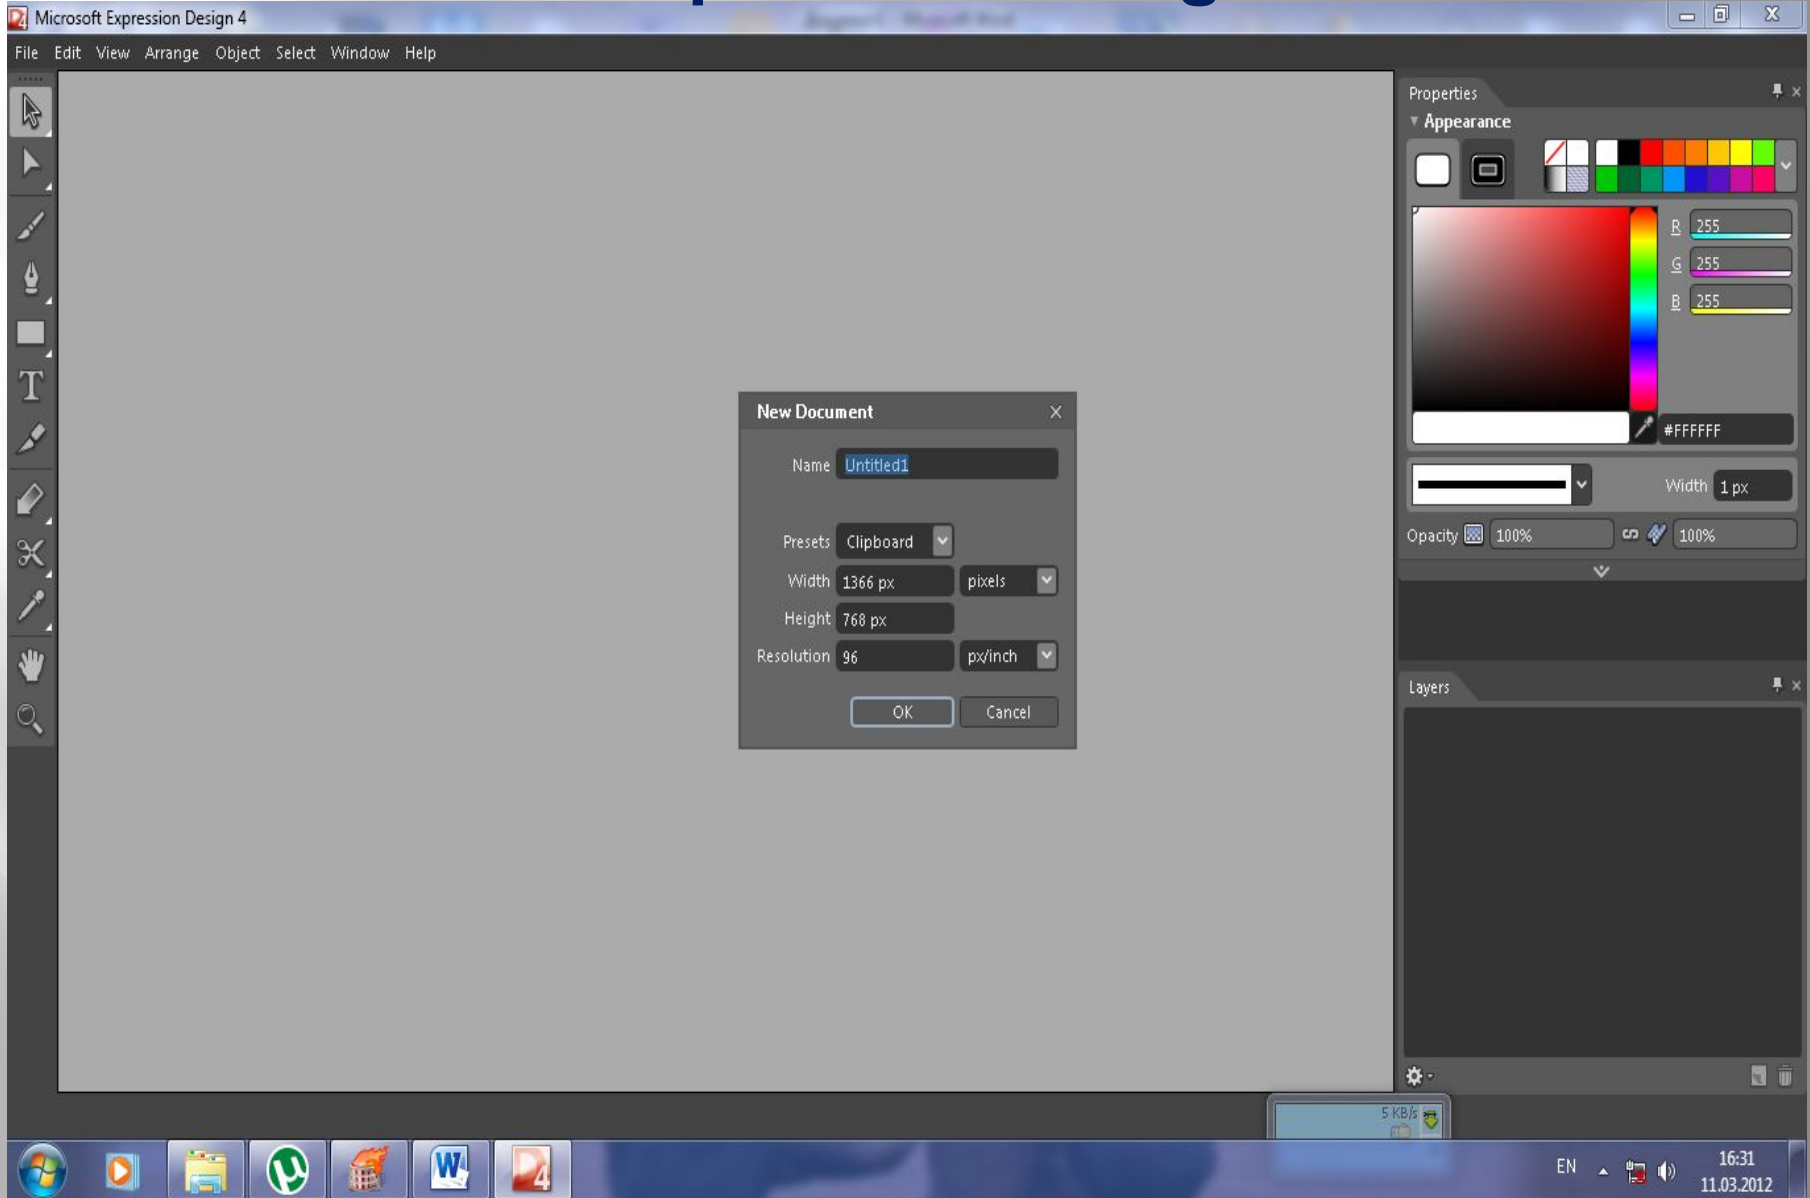 Microsoft Expression Design 4
File Edit View Arrange Object Select Window Help
Properties
Appearance
R 255
G 255
B 255
#FFFFFF
Width 1 px
Opacity 100% 100%
New Document
Name Untitled1
Presets Clipboard
Width 1366 px pixels
Height 768 px
Resolution 96 px/inch
OK Cancel
Layers
5 KB/s
EN
16:31
11.03.2012